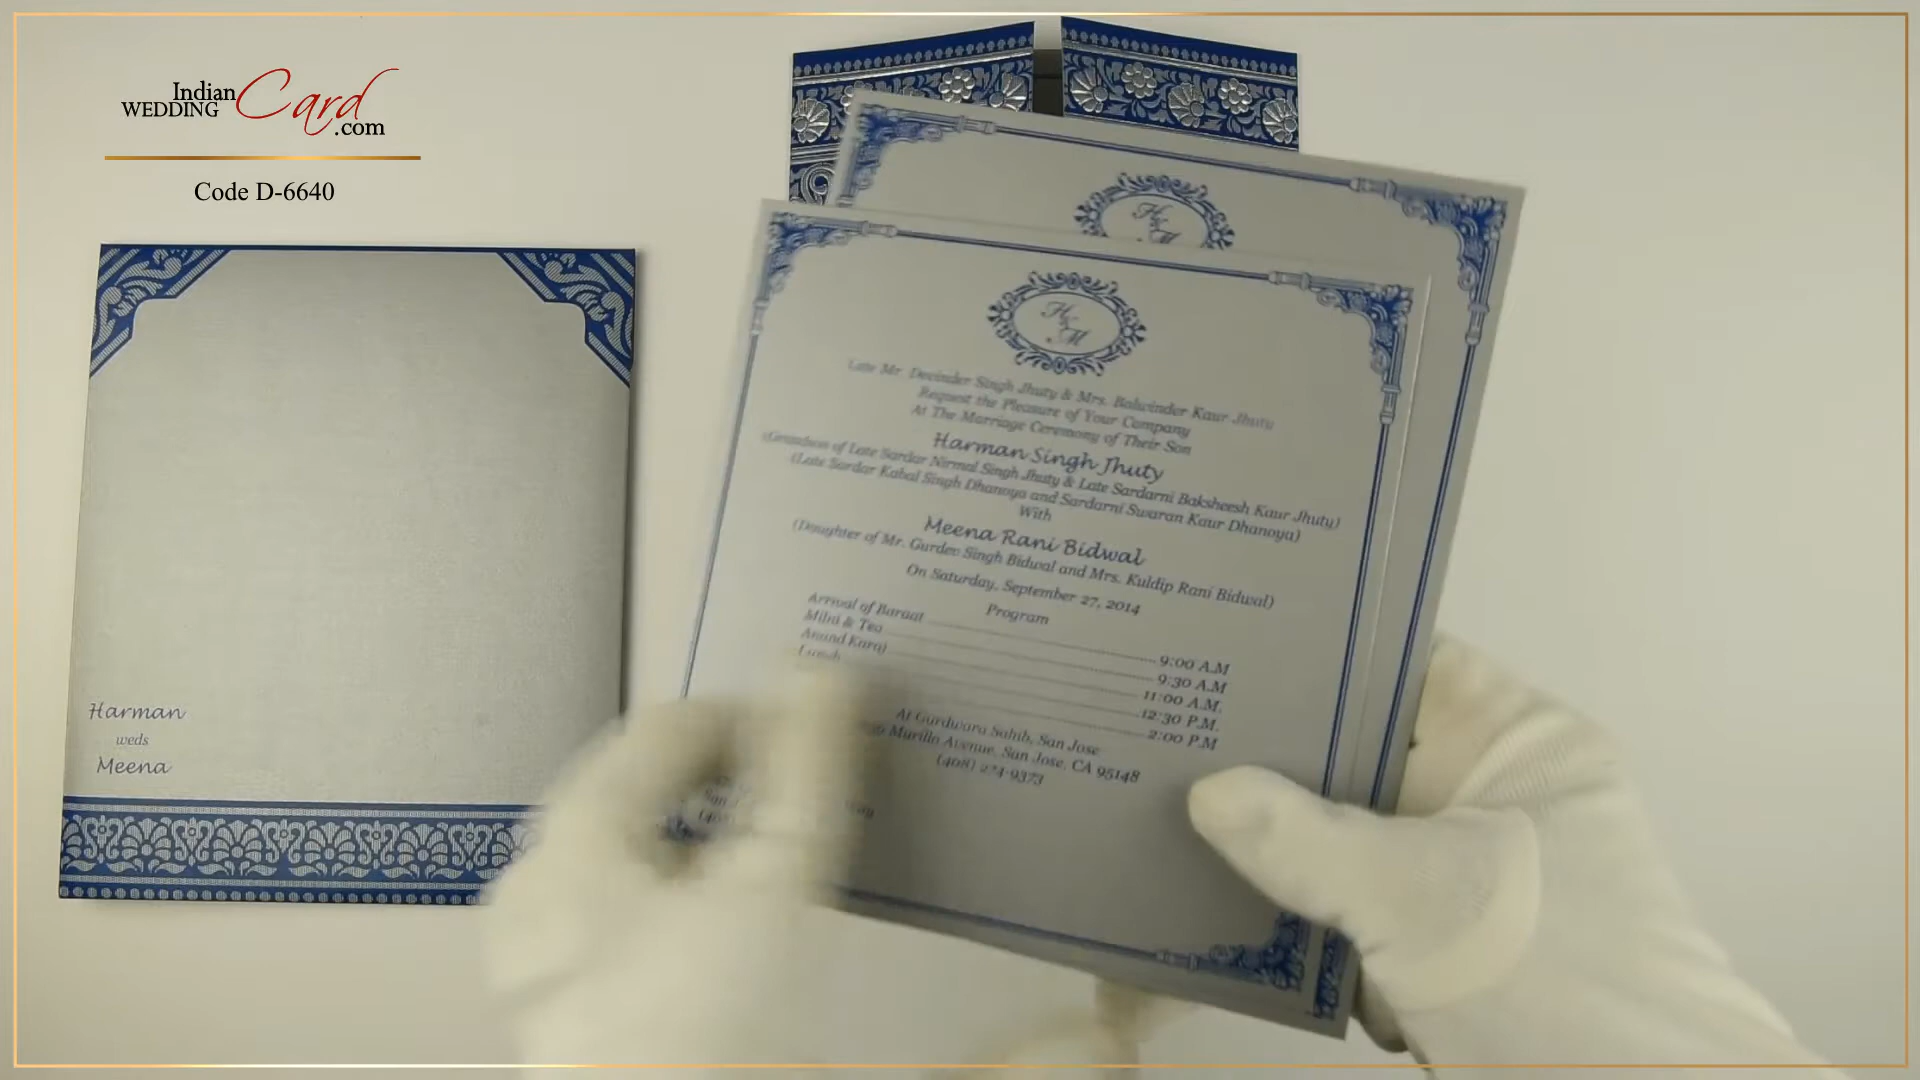 Indian
WEDDING Card
.com
Code D-6640
Harman
weds
Meena
H
&
M
H
M
Late Mr. Devinder Singh Jhuty & Mrs. Balwinder Kaur Jhuty
Request the Pleasure of Your Company
At The Marriage Ceremony of Their Son
Harman Singh Jhuty
(Grandson of Late Sardar Nirmal Singh Jhuty & Late Sardarni Baksheesh Kaur Jhuty)
(Late Sardar Kabal Singh Dhanoya and Sardarni Swaran Kaur Dhanoya)
With
Meena Rani Bidwal
(Daughter of Mr. Gurdev Singh Bidwal and Mrs. Kuldip Rani Bidwal)
On Saturday, September 27, 2014
Program
Arrival of Baraat 9:00 A.M
Milni & Tea 9:30 A.M
Anand Karaj 11:00 A.M.
Lunch 12:30 P.M.
2:00 P.M
At Gurdwara Sahib, San Jose
Murillo Avenue, San Jose, CA 95148
(408) 274-9373
San